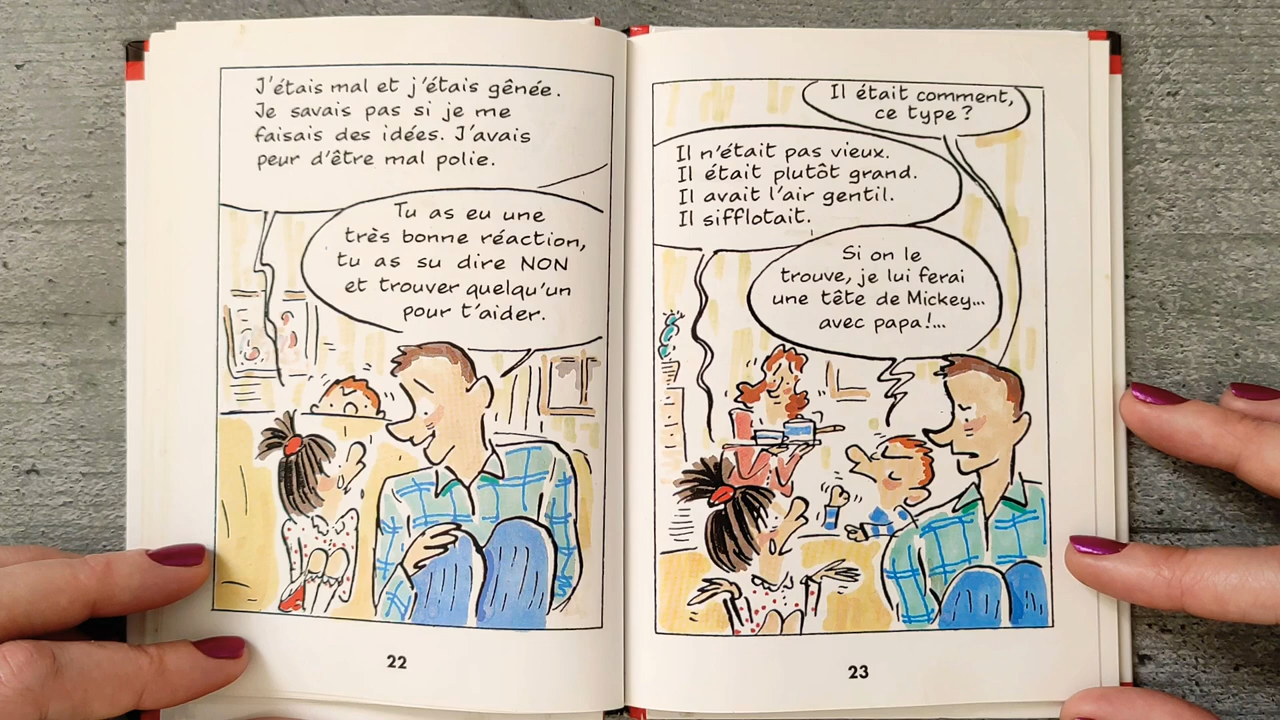 J'étais mal et j'étais gênée.
Je savais pas si je me
faisais des idées. J'avais
peur d'être mal polie.
Tu as eu une
très bonne réaction,
tu as su dire NON
et trouver quelqu'un
pour t'aider.
22
Il était comment,
ce type ?
Il n'était pas vieux.
Il était plutôt grand.
Il avait l'air gentil.
Il sifflotait.
Si on le
trouve, je lui ferai
une tête de Mickey...
avec papa!...
23